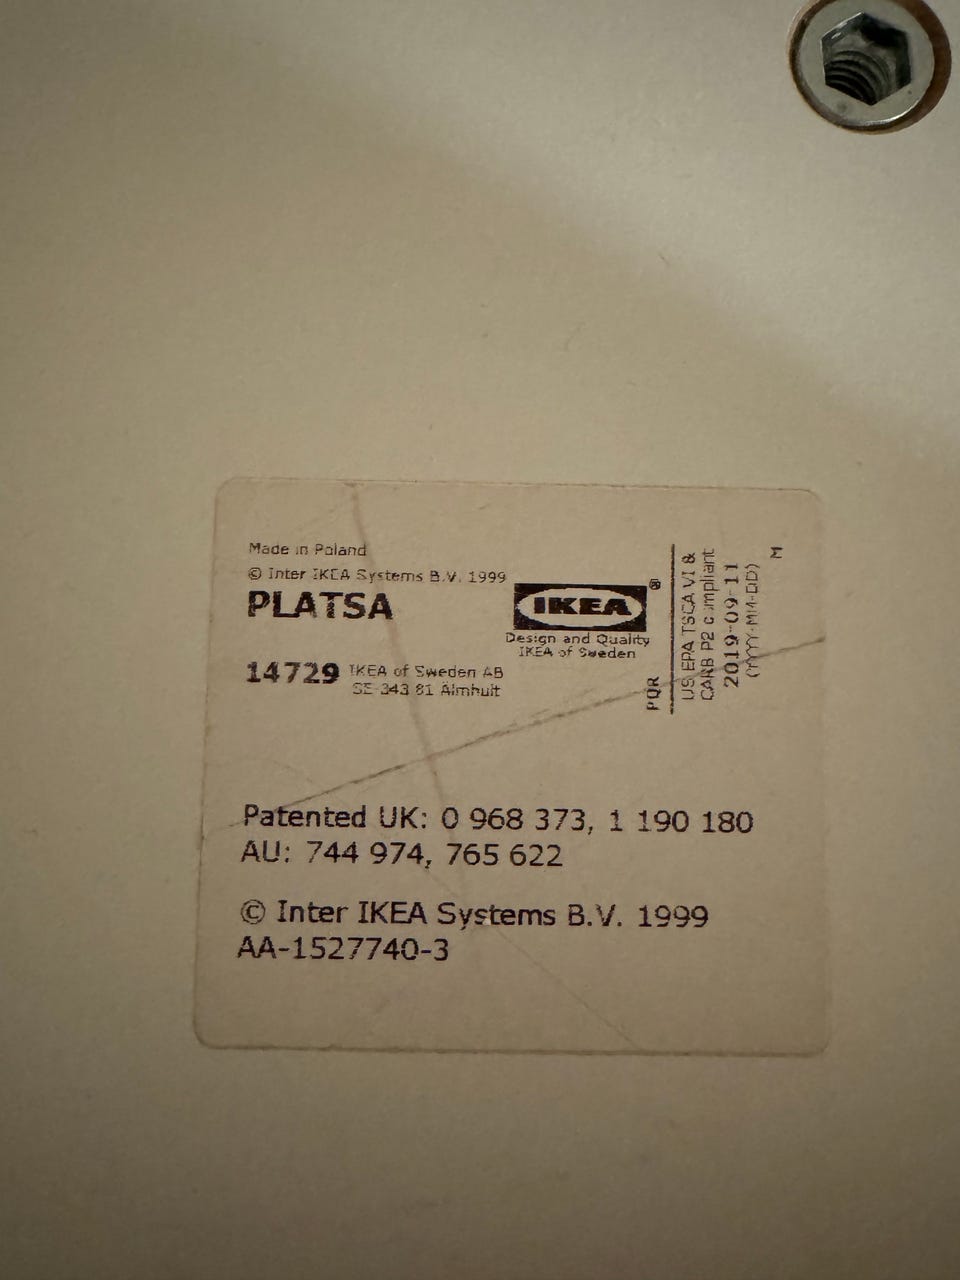 Made in Poland
© Inter IKEA Systems B.V. 1999
PLATSA
14729 IKEA of Sweden AB
SE-343 81 Älmhult
IKEA®
Design and Quality
IKEA of Sweden
PQR
US EPA TSCA VI &
CARB P2 compliant
2019-09-11
(YYYY-MM-DD)
M
Patented UK: 0 968 373, 1 190 180
AU: 744 974, 765 622
© Inter IKEA Systems B.V. 1999
AA-1527740-3